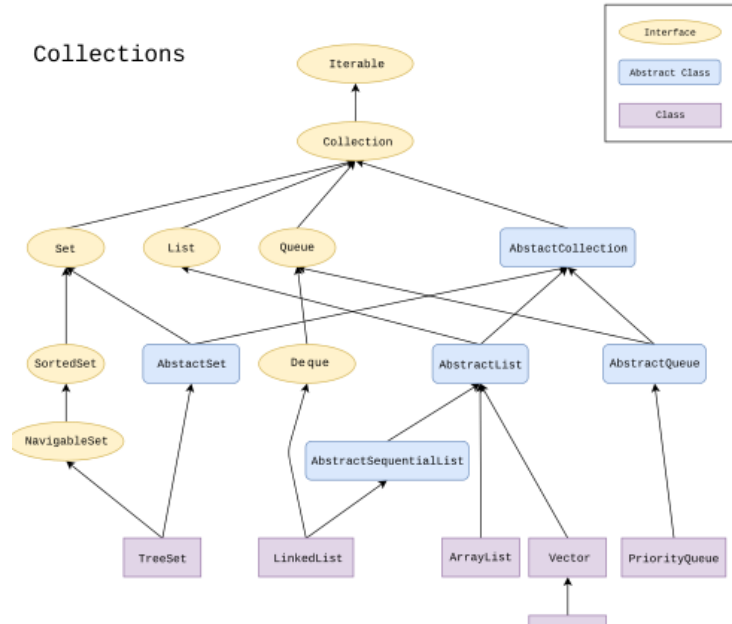 Collections
Interface
Abstract Class
Class
Iterable
Collection
Set
List
Queue
AbstactCollection
SortedSet
AbstactSet
Deque
AbstractList
AbstractQueue
NavigableSet
AbstractSequentialList
TreeSet
LinkedList
ArrayList
Vector
PriorityQueue